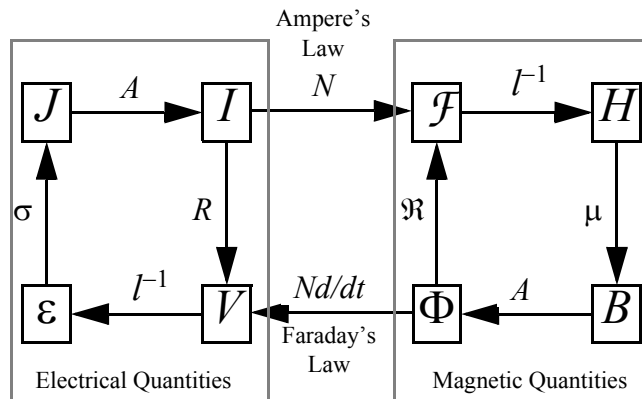 Ampere's
Law
J
A
I
N
ℱ
l⁻¹
H
σ
R
ℜ
μ
ε
l⁻¹
V
Nd/dt
Φ
A
B
Faraday's
Law
Electrical Quantities
Magnetic Quantities